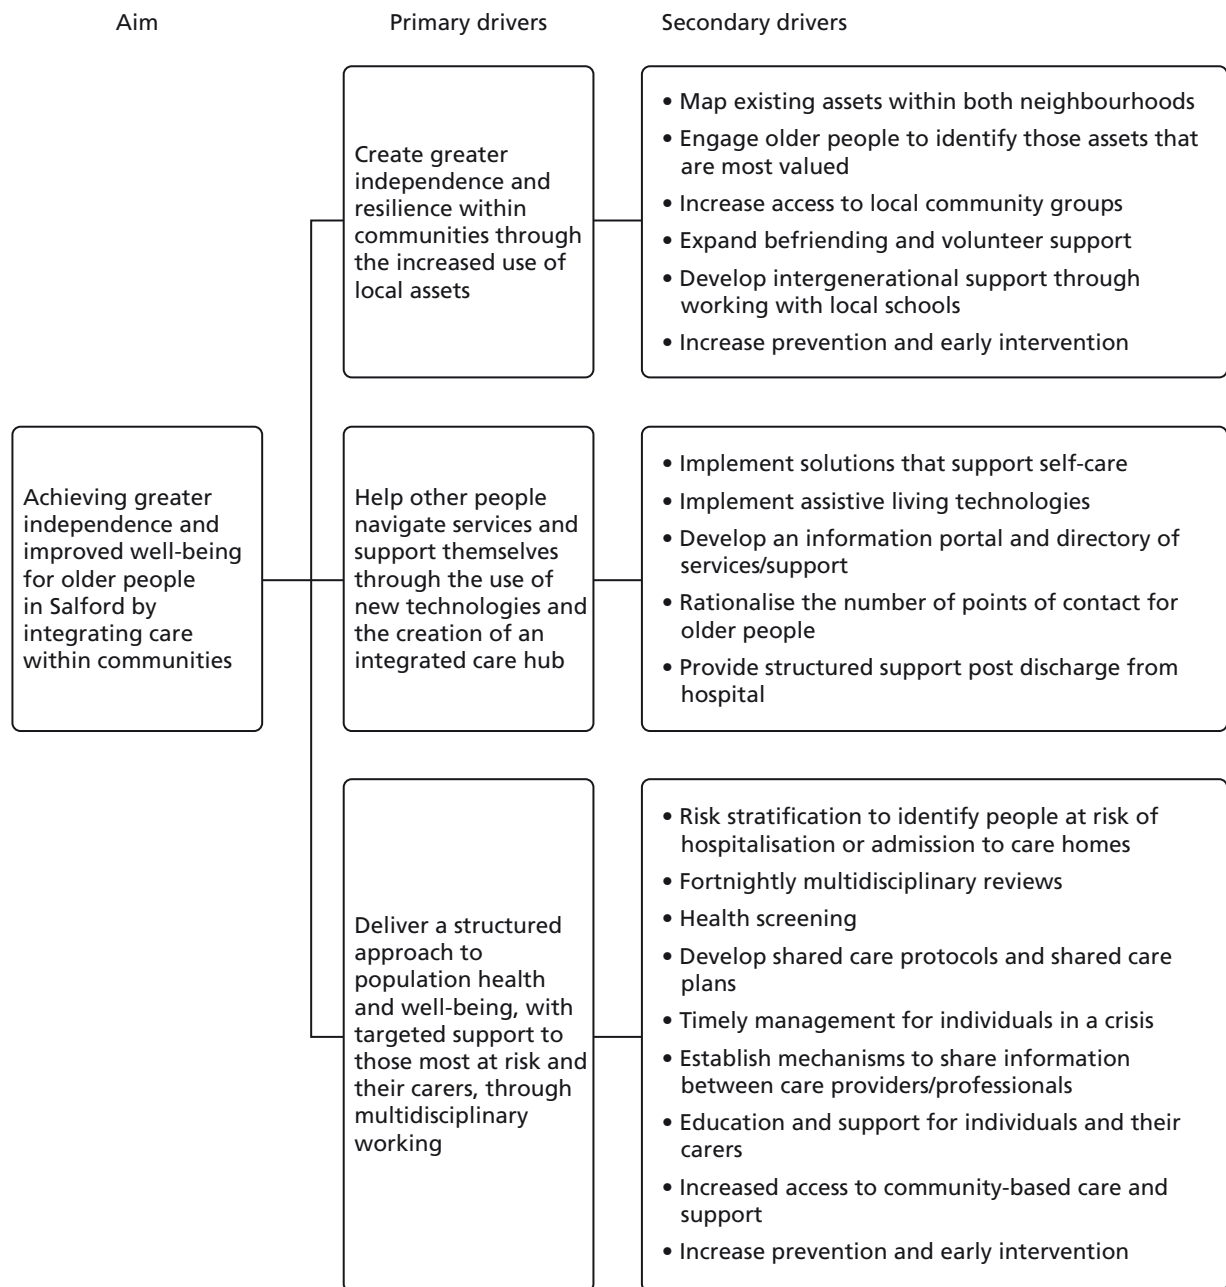 Aim
Primary drivers
Secondary drivers
Achieving greater
independence and
improved well-being
for older people
in Salford by
integrating care
within communities
Create greater
independence and
resilience within
communities through
the increased use of
local assets
• Map existing assets within both neighbourhoods
• Engage older people to identify those assets that
are most valued
• Increase access to local community groups
• Expand befriending and volunteer support
• Develop intergenerational support through
working with local schools
• Increase prevention and early intervention
Help other people
navigate services and
support themselves
through the use of
new technologies and
the creation of an
integrated care hub
• Implement solutions that support self-care
• Implement assistive living technologies
• Develop an information portal and directory of
services/support
• Rationalise the number of points of contact for
older people
• Provide structured support post discharge from
hospital
Deliver a structured
approach to
population health
and well-being, with
targeted support to
those most at risk and
their carers, through
multidisciplinary
working
• Risk stratification to identify people at risk of
hospitalisation or admission to care homes
• Fortnightly multidisciplinary reviews
• Health screening
• Develop shared care protocols and shared care
plans
• Timely management for individuals in a crisis
• Establish mechanisms to share information
between care providers/professionals
• Education and support for individuals and their
carers
• Increased access to community-based care and
support
• Increase prevention and early intervention